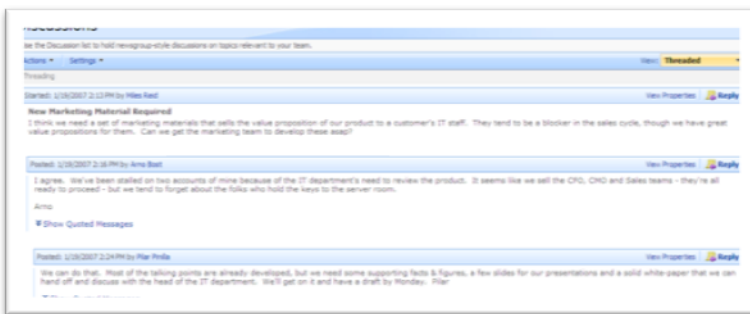 Discussions
se the Discussion list to hold newsgroup-style discussions on topics relevant to your team.
Actions Settings View: Threaded
Threading
Started: 1/19/2007 2:13 PM by Miles Reid View Properties Reply
New Marketing Material Required
I think we need a set of marketing materials that sells the value proposition of our product to a customer's IT staff. They tend to be a blocker in the sales cycle, though we have great
value propositions for them. Can we get the marketing team to develop these asap?
Posted: 1/19/2007 2:16 PM by Arno Bost View Properties Reply
I agree. We've been stalled on two accounts of mine because of the IT department's need to review the product. It seems like we sell the CFO, CMO and Sales teams - they're all
ready to proceed - but we tend to forget about the folks who hold the keys to the server room.
Arno
Show Quoted Messages
Posted: 1/19/2007 2:24 PM by Pilar Pinilla View Properties Reply
We can do that. Most of the talking points are already developed, but we need some supporting facts & figures, a few slides for our presentations and a solid white-paper that we can
hand off and discuss with the head of the IT department. We'll get on it and have a draft by Monday. Pilar